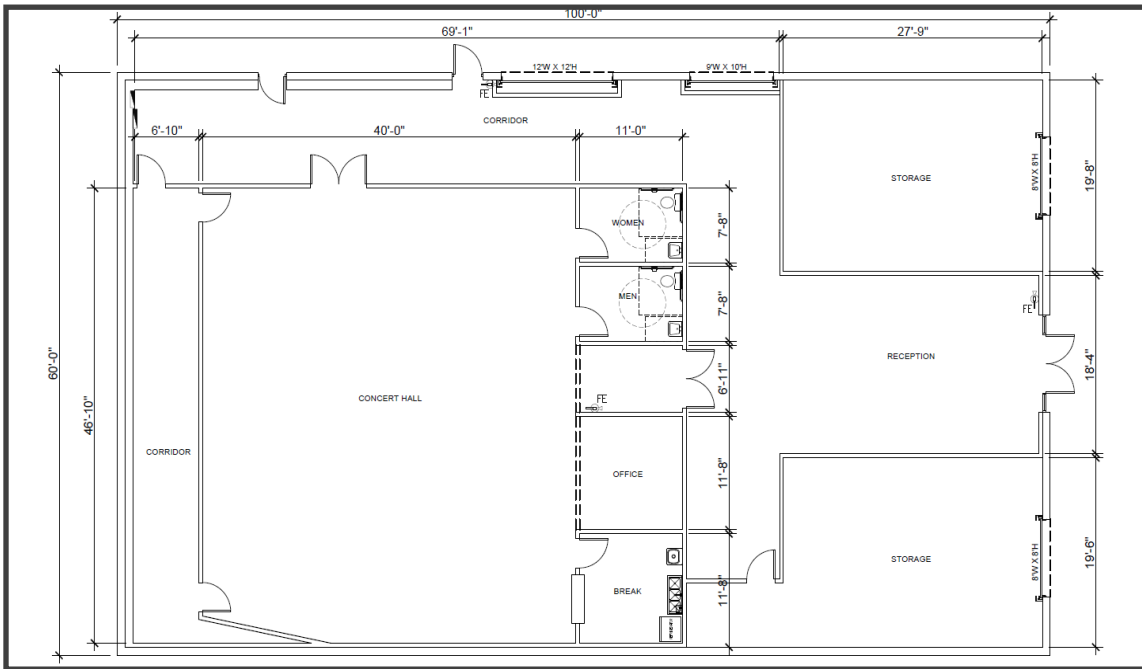 100'-0"
69'-1"
27'-9"
12'W X 12'H
9'W X 10'H
FE
CORRIDOR
6'-10"
40'-0"
11'-0"
STORAGE
8'W X 8'H
19'-8"
WOMEN
7'-8"
MEN
7'-8"
FE
60'-0"
46'-10"
CONCERT HALL
RECEPTION
6'-11"
18'-4"
FE
CORRIDOR
OFFICE
11'-8"
STORAGE
8'W X 8'H
19'-6"
BREAK
11'-8"